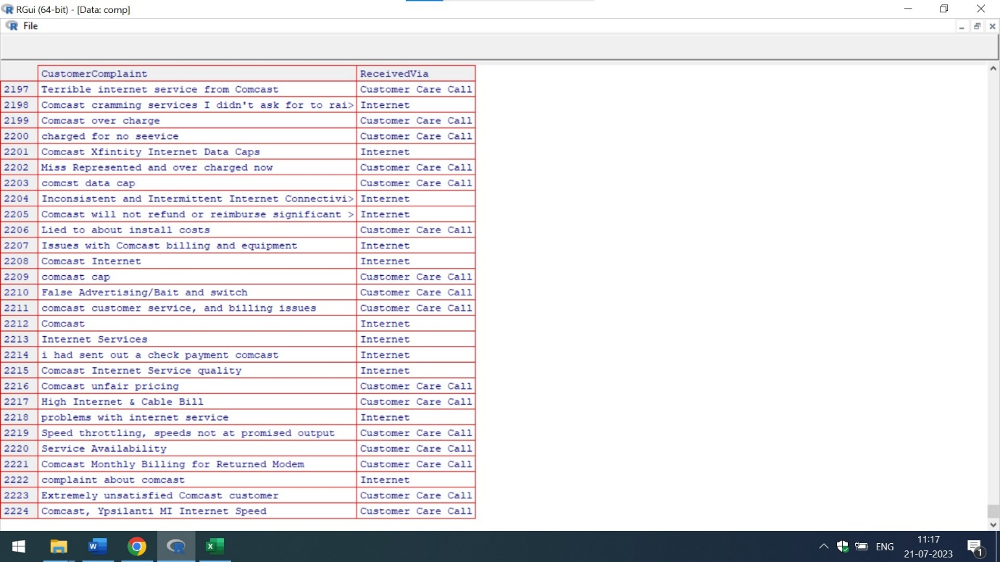 RGui (64-bit) - [Data: comp]
File
CustomerComplaint ReceivedVia
2197 Terrible internet service from Comcast Customer Care Call
2198 Comcast cramming services I didn't ask for to rai> Internet
2199 Comcast over charge Customer Care Call
2200 charged for no seevice Customer Care Call
2201 Comcast Xfintity Internet Data Caps Internet
2202 Miss Represented and over charged now Customer Care Call
2203 comcst data cap Customer Care Call
2204 Inconsistent and Intermittent Internet Connectivi> Internet
2205 Comcast will not refund or reimburse significant > Internet
2206 Lied to about install costs Customer Care Call
2207 Issues with Comcast billing and equipment Internet
2208 Comcast Internet Internet
2209 comcast cap Customer Care Call
2210 False Advertising/Bait and switch Customer Care Call
2211 comcast customer service, and billing issues Customer Care Call
2212 Comcast Internet
2213 Internet Services Internet
2214 i had sent out a check payment comcast Internet
2215 Comcast Internet Service quality Internet
2216 Comcast unfair pricing Customer Care Call
2217 High Internet & Cable Bill Customer Care Call
2218 problems with internet service Internet
2219 Speed throttling, speeds not at promised output Customer Care Call
2220 Service Availability Customer Care Call
2221 Comcast Monthly Billing for Returned Modem Customer Care Call
2222 complaint about comcast Internet
2223 Extremely unsatisfied Comcast customer Customer Care Call
2224 Comcast, Ypsilanti MI Internet Speed Customer Care Call
ENG
11:17
21-07-2023
1